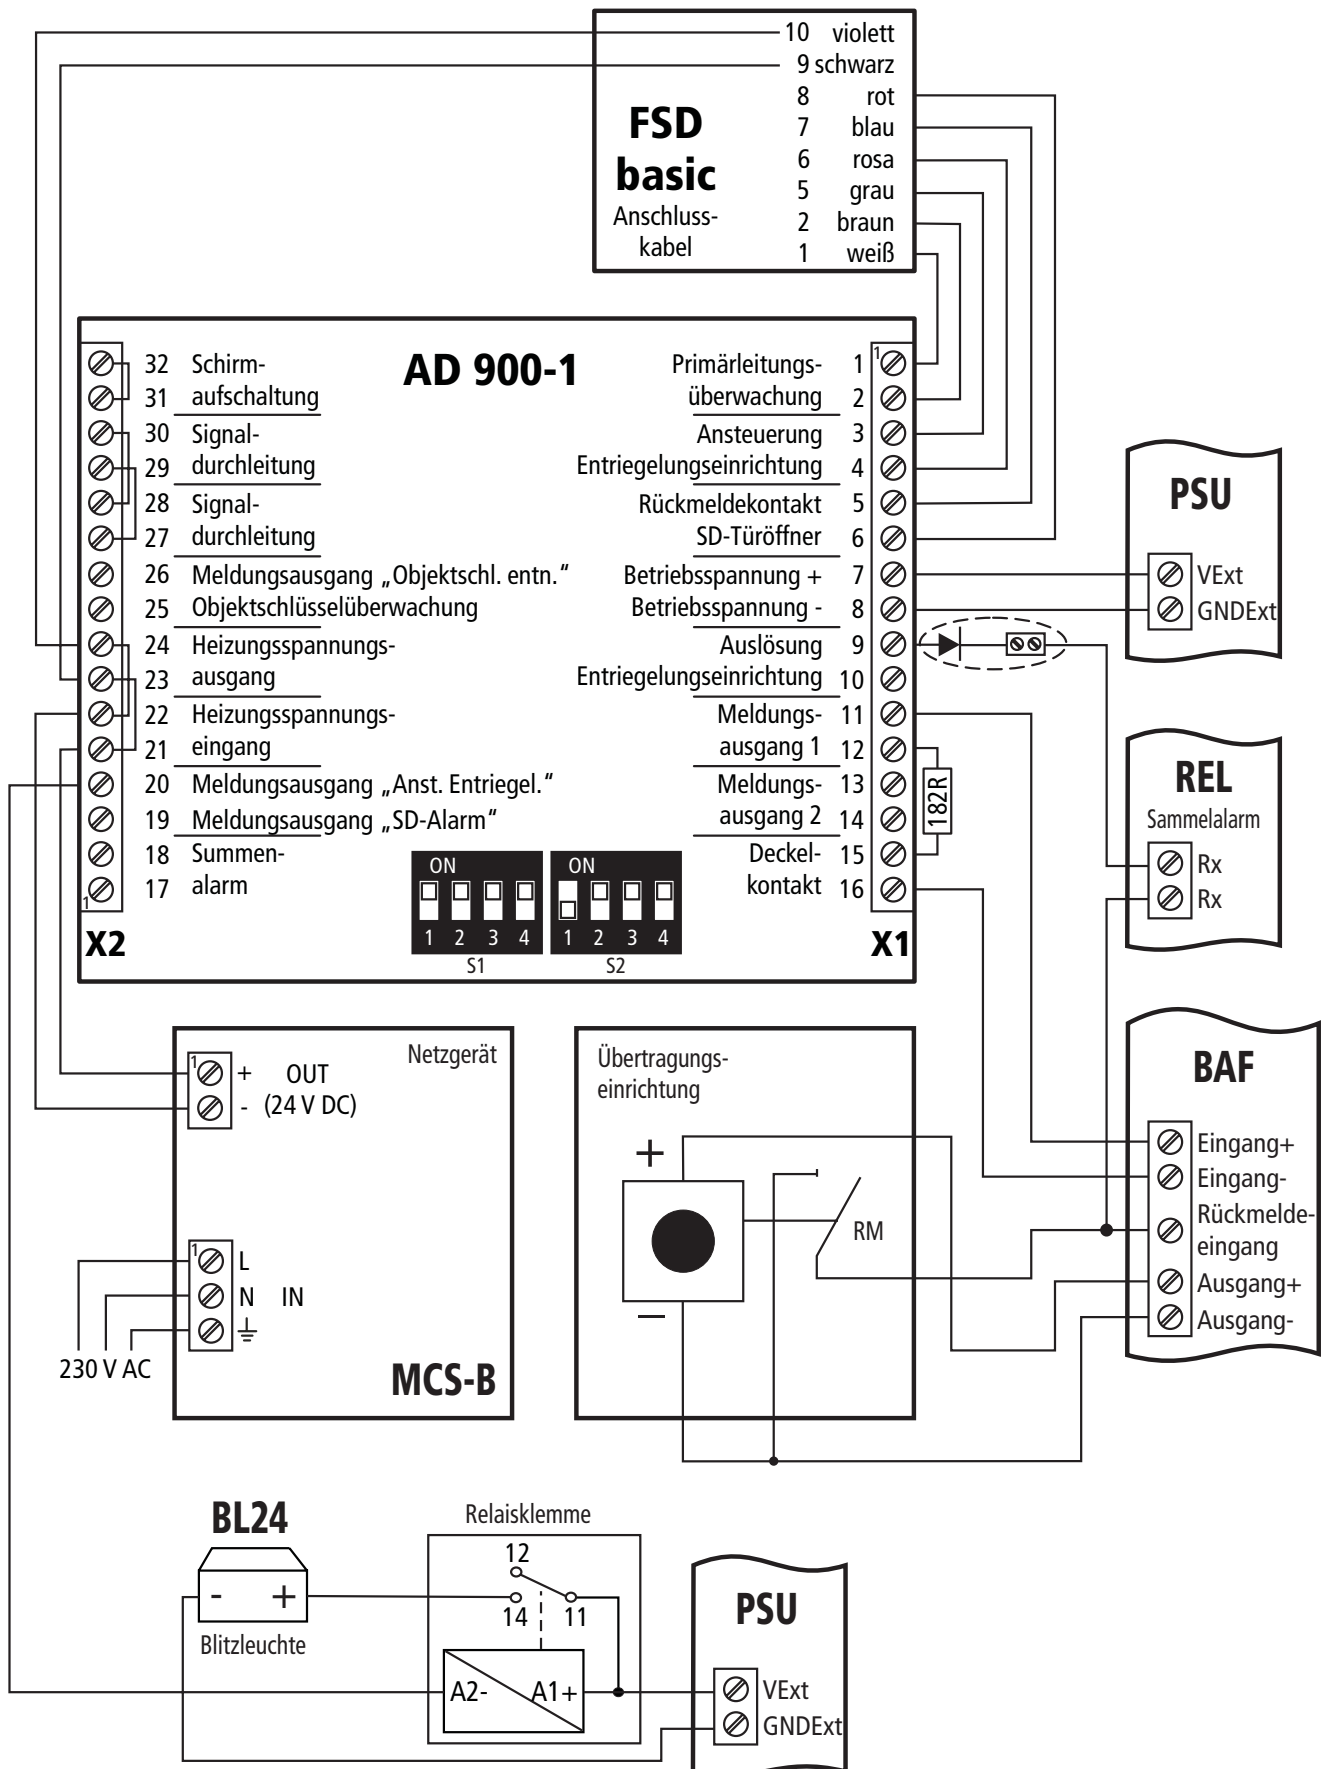 10 violett
9 schwarz
8 rot
7 blau
6 rosa
5 grau
2 braun
1 weiß
FSD
basic
Anschluss-
kabel
AD 900-1
32 Schirm-
31 aufschaltung
30 Signal-
29 durchleitung
28 Signal-
27 durchleitung
26 Meldungsausgang „Objektschl. entn."
25 Objektschlüsselüberwachung
24 Heizungsspannungs-
23 ausgang
22 Heizungsspannungs-
21 eingang
20 Meldungsausgang „Anst. Entriegel."
19 Meldungsausgang „SD-Alarm"
18 Summen-
17 alarm
1
X2
Primärleitungs- 1
überwachung 2
Ansteuerung 3
Entriegelungseinrichtung 4
Rückmeldekontakt 5
SD-Türöffner 6
Betriebsspannung + 7
Betriebsspannung - 8
Auslösung 9
Entriegelungseinrichtung 10
Meldungs- 11
ausgang 1 12
Meldungs- 13
ausgang 2 14
Deckel- 15
kontakt 16
1
X1
182R
ON
1 2 3 4
S1
ON
1 2 3 4
S2
PSU
VExt
GNDExt
REL
Sammelalarm
Rx
Rx
BAF
Eingang+
Eingang-
Rückmelde-
eingang
Ausgang+
Ausgang-
Netzgerät
1
+ OUT
- (24 V DC)
1
L
N IN
230 V AC
MCS-B
Übertragungs-
einrichtung
+
RM
—
BL24
- +
Blitzleuchte
Relaisklemme
12
14 11
A2- A1+
PSU
VExt
GNDExt